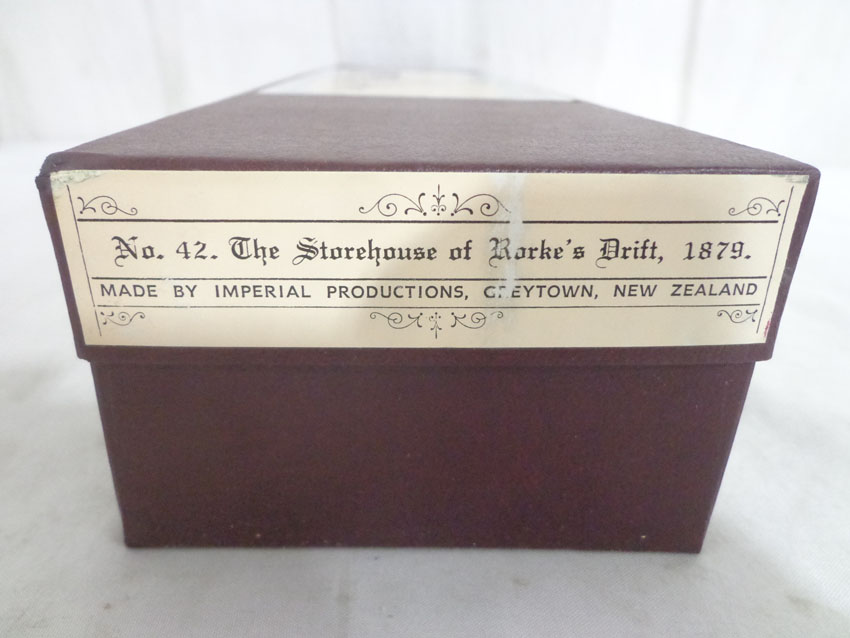 No. 42. The Storehouse of Rorke's Drift, 1879.
MADE BY IMPERIAL PRODUCTIONS, GREYTOWN, NEW ZEALAND